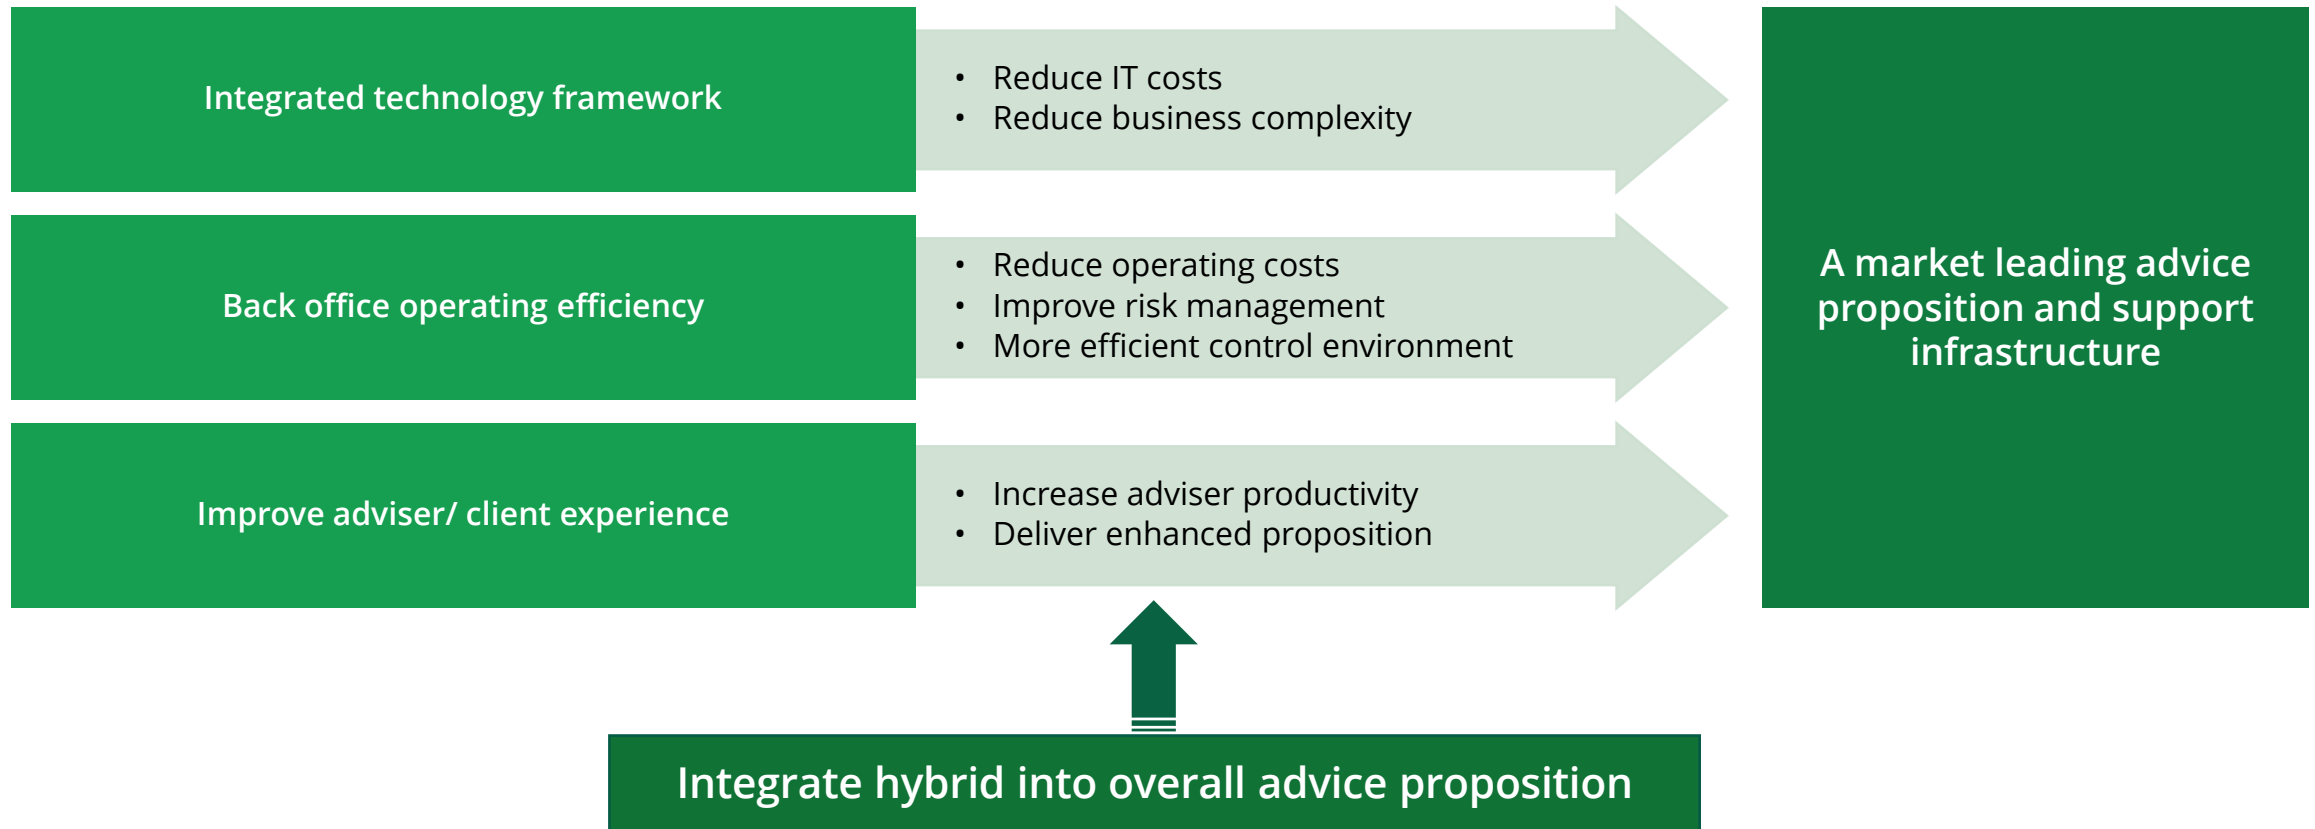 Integrated technology framework
• Reduce IT costs
• Reduce business complexity
Back office operating efficiency
• Reduce operating costs
• Improve risk management
• More efficient control environment
Improve adviser/ client experience
• Increase adviser productivity
• Deliver enhanced proposition
A market leading advice
proposition and support
infrastructure
Integrate hybrid into overall advice proposition